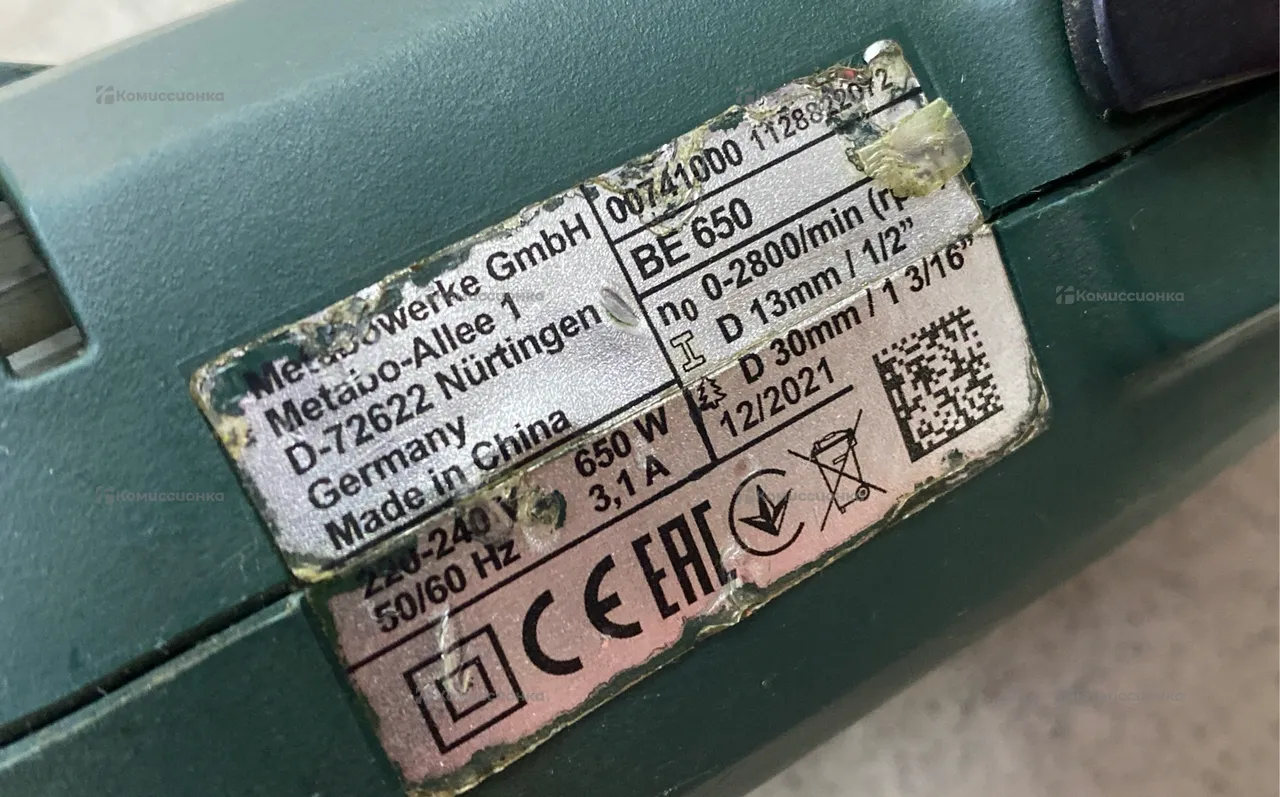 Metabowerke GmbH
Metabo-Allee 1
D-72622 Nürtingen
Germany
Made in China
220-240 V
50/60 Hz
650 W
3,1 A
00741000 1128822072
BE 650
n₀ 0-2800/min
D 13mm / 1/2”
D 30mm / 1 3/16”
12/2021
CE EAC
Комиссионка
Комиссионка
Комиссионка
Комиссионка